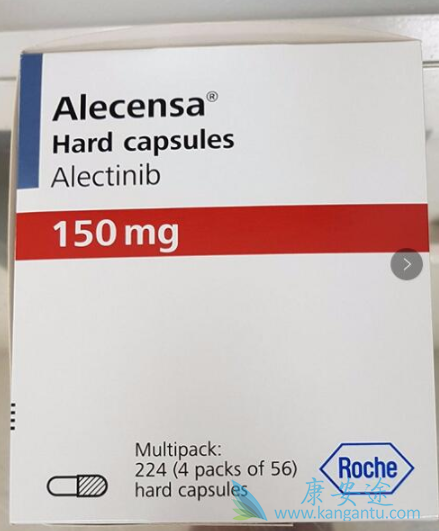 Alecensa®
Hard capsules
Alectinib
150 mg
Multipack:
224 (4 packs of 56)
hard capsules
Roche
康安途
www.kangantu.com